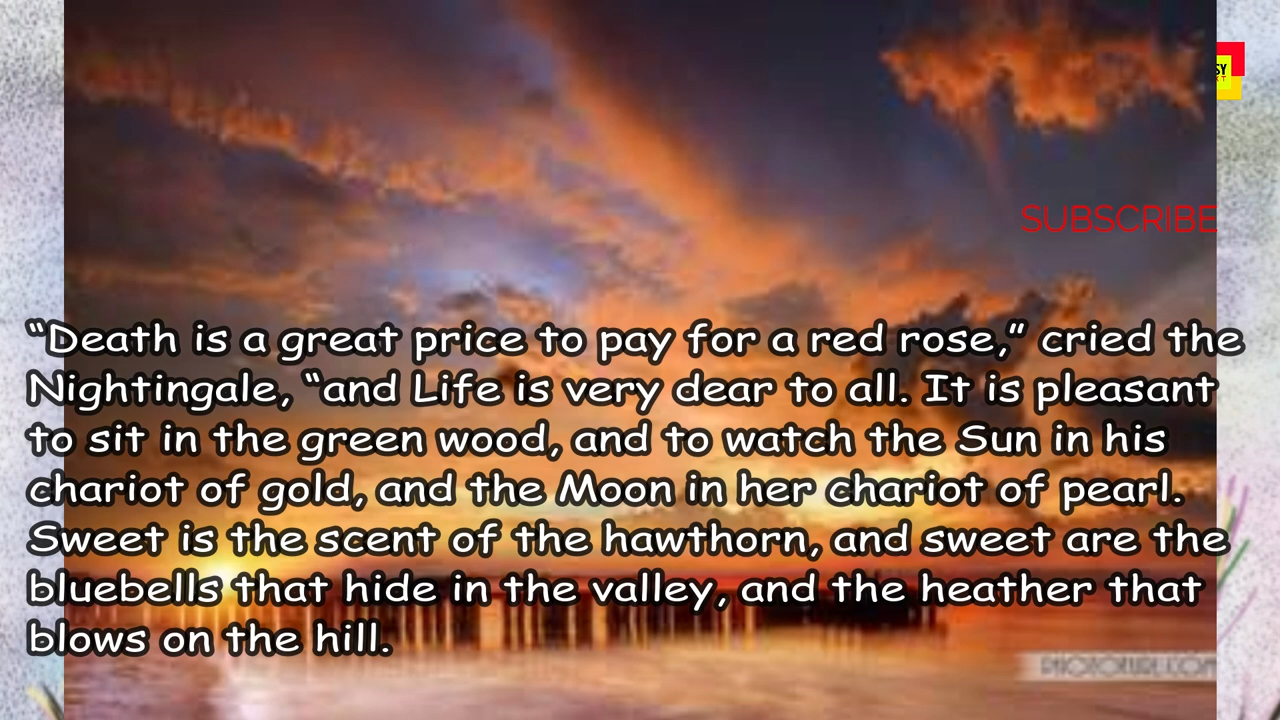 SUBSCRIBE
“Death is a great price to pay for a red rose,” cried the
Nightingale, “and Life is very dear to all. It is pleasant
to sit in the green wood, and to watch the Sun in his
chariot of gold, and the Moon in her chariot of pearl.
Sweet is the scent of the hawthorn, and sweet are the
bluebells that hide in the valley, and the heather that
blows on the hill.